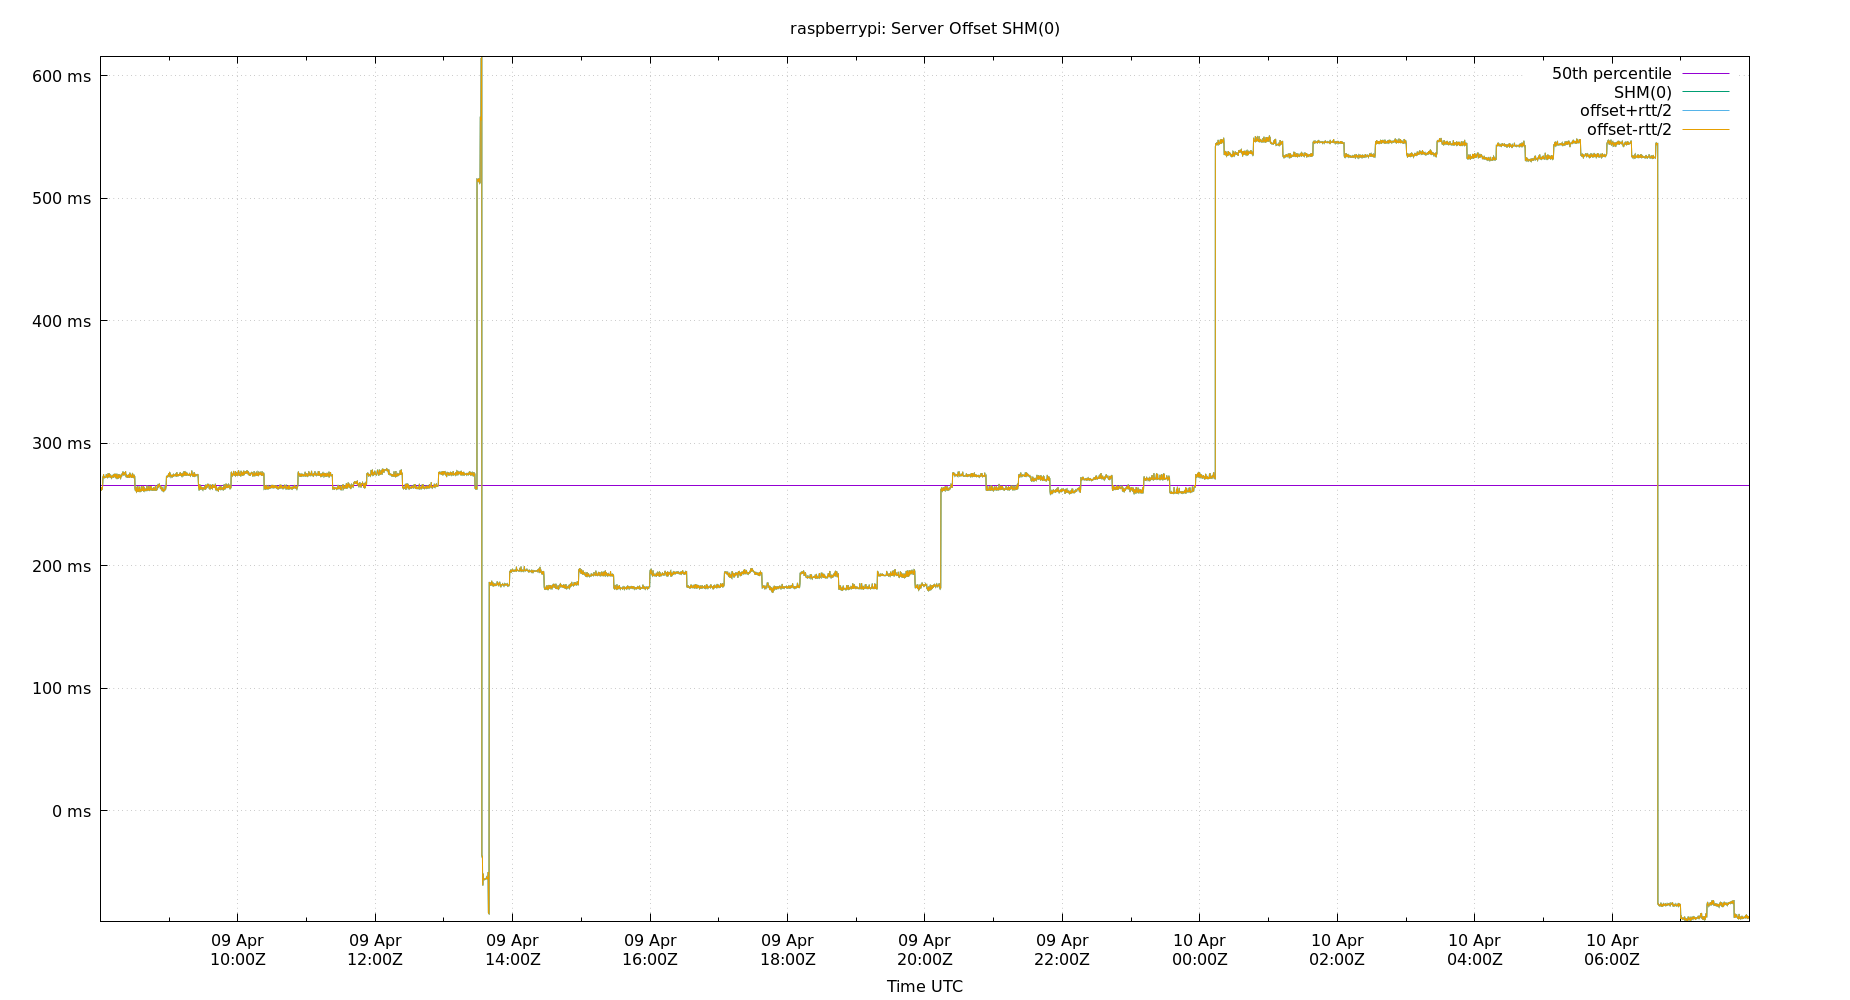 raspberrypi: Server Offset SHM(0)
600 ms
500 ms
400 ms
300 ms
200 ms
100 ms
0 ms
50th percentile
SHM(0)
offset+rtt/2
offset-rtt/2
09 Apr 09 Apr 09 Apr 09 Apr 09 Apr 09 Apr 09 Apr 10 Apr 10 Apr 10 Apr 10 Apr
10:00Z 12:00Z 14:00Z 16:00Z 18:00Z 20:00Z 22:00Z 00:00Z 02:00Z 04:00Z 06:00Z
Time UTC